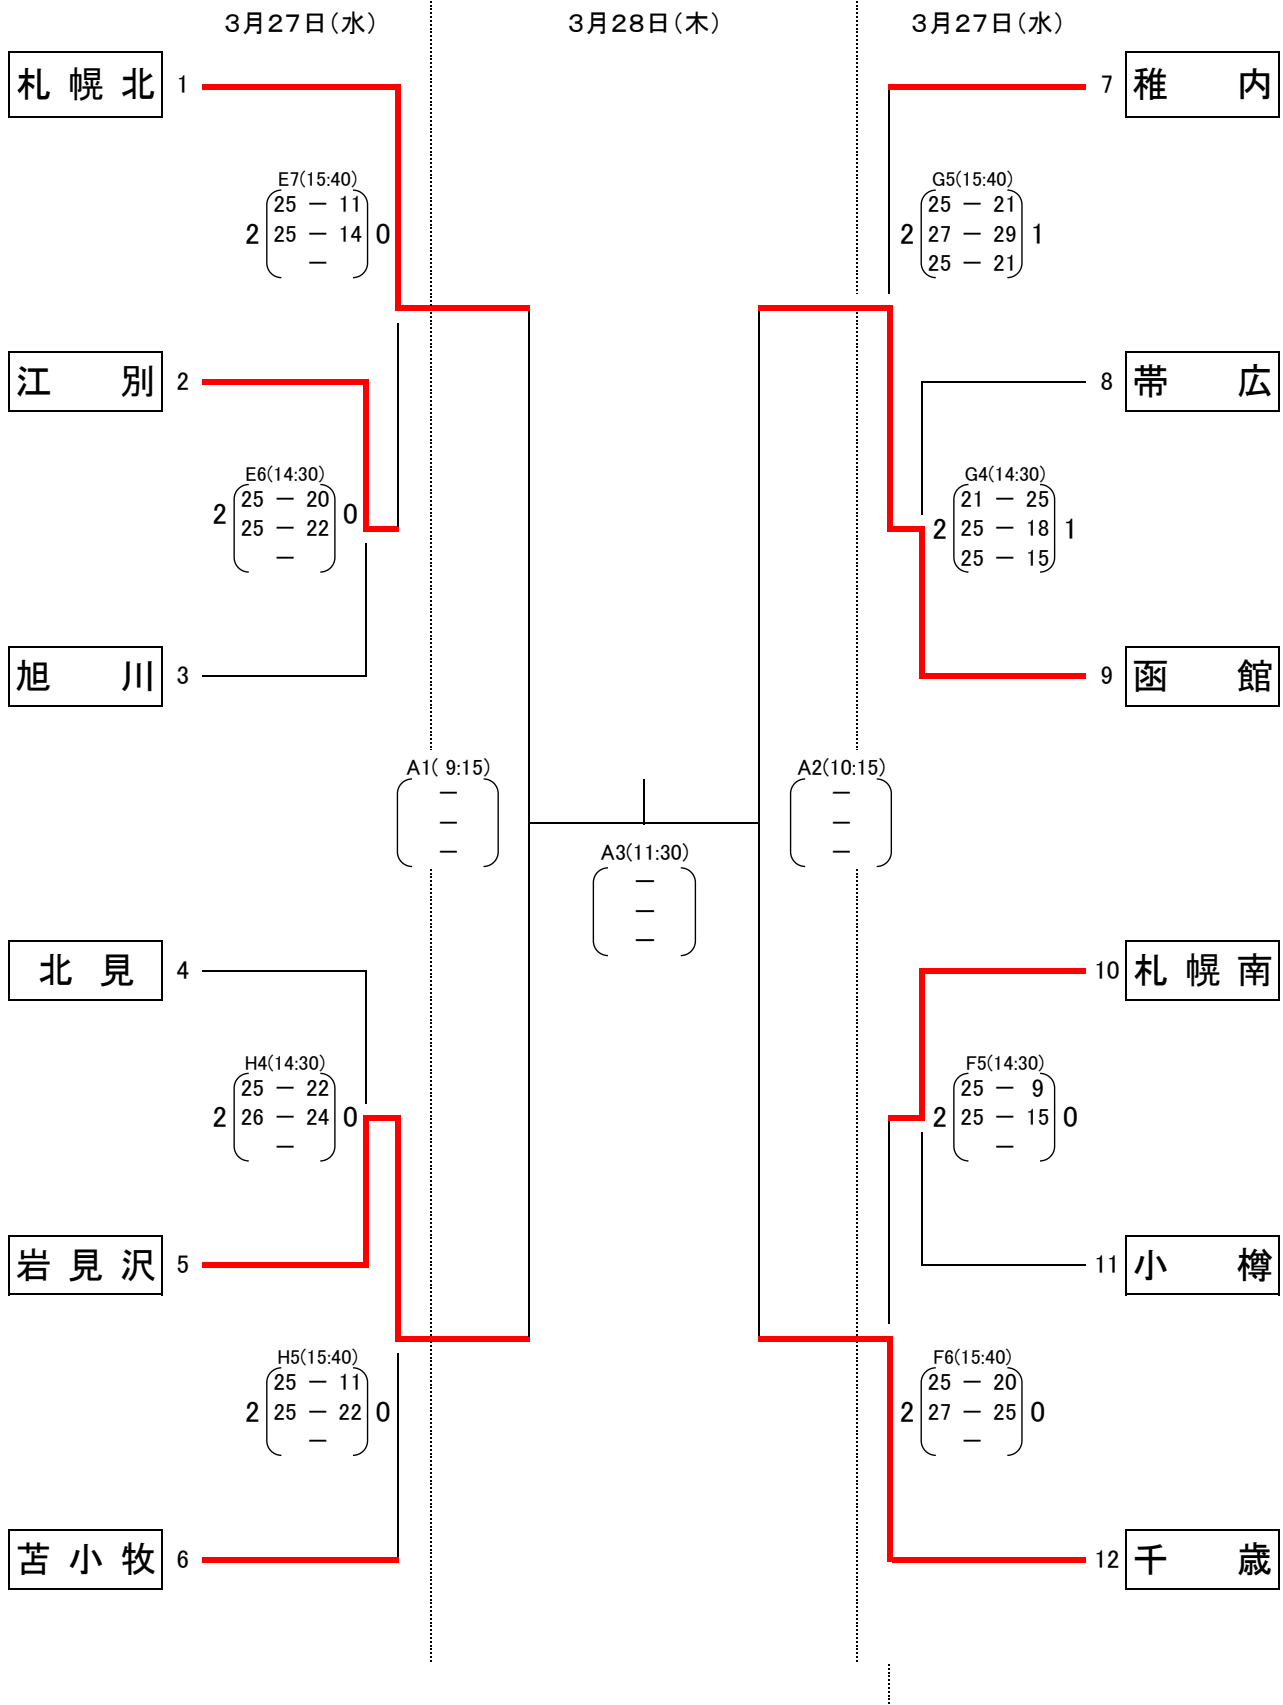 3月27日(水)
3月28日(木)
3月27日(水)
札幌北 1
7 稚内
E7(15:40)
25 － 11
2 25 － 14 0
－
G5(15:40)
25 － 21
2 27 － 29 1
25 － 21
江別 2
8 帯広
E6(14:30)
25 － 20
2 25 － 22 0
－
G4(14:30)
21 － 25
2 25 － 18 1
25 － 15
旭川 3
9 函館
A1( 9:15)
－
－
－
A2(10:15)
－
－
－
A3(11:30)
－
－
－
北見 4
10 札幌南
H4(14:30)
25 － 22
2 26 － 24 0
－
F5(14:30)
25 － 9
2 25 － 15 0
－
岩見沢 5
11 小樽
H5(15:40)
25 － 11
2 25 － 22 0
－
F6(15:40)
25 － 20
2 27 － 25 0
－
苫小牧 6
12 千歳